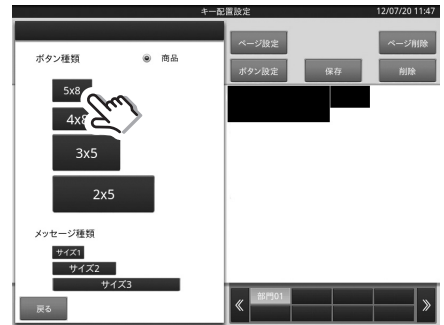 キー配置設定
12/07/20 11:47
ページ設定
ページ削除
ボタン設定
保存
削除
ボタン種類
商品
5x8
4x8
3x5
2x5
メッセージ種類
サイズ1
サイズ2
サイズ3
戻る
《
部門01
》